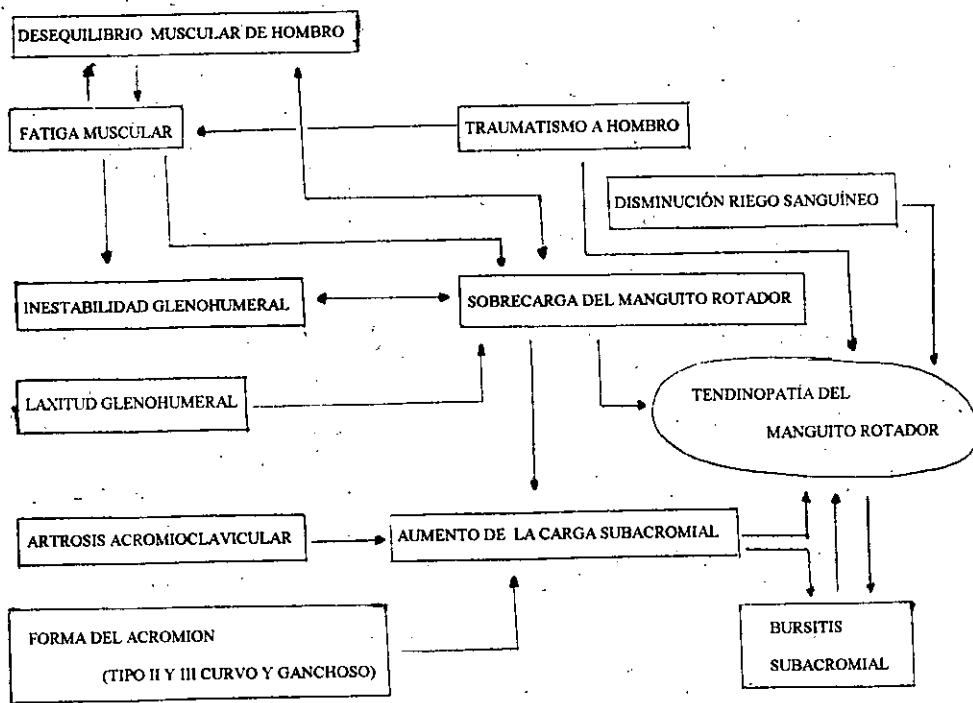 DESEQUILIBRIO MUSCULAR DE HOMBRO
FATIGA MUSCULAR
TRAUMATISMO A HOMBRO
DISMINUCIÓN RIEGO SANGUÍNEO
INESTABILIDAD GLENOHUMERAL
SOBRECARGA DEL MANGUITO ROTADOR
LAXITUD GLENOHUMERAL
TENDINOPATÍA DEL
MANGUITO ROTADOR
ARTROSIS ACROMIOCLAVICULAR
AUMENTO DE LA CARGA SUBACROMIAL
FORMA DEL ACROMION
(TIPO II Y III CURVO Y GANCHOSO)
BURSITIS
SUBACROMIAL